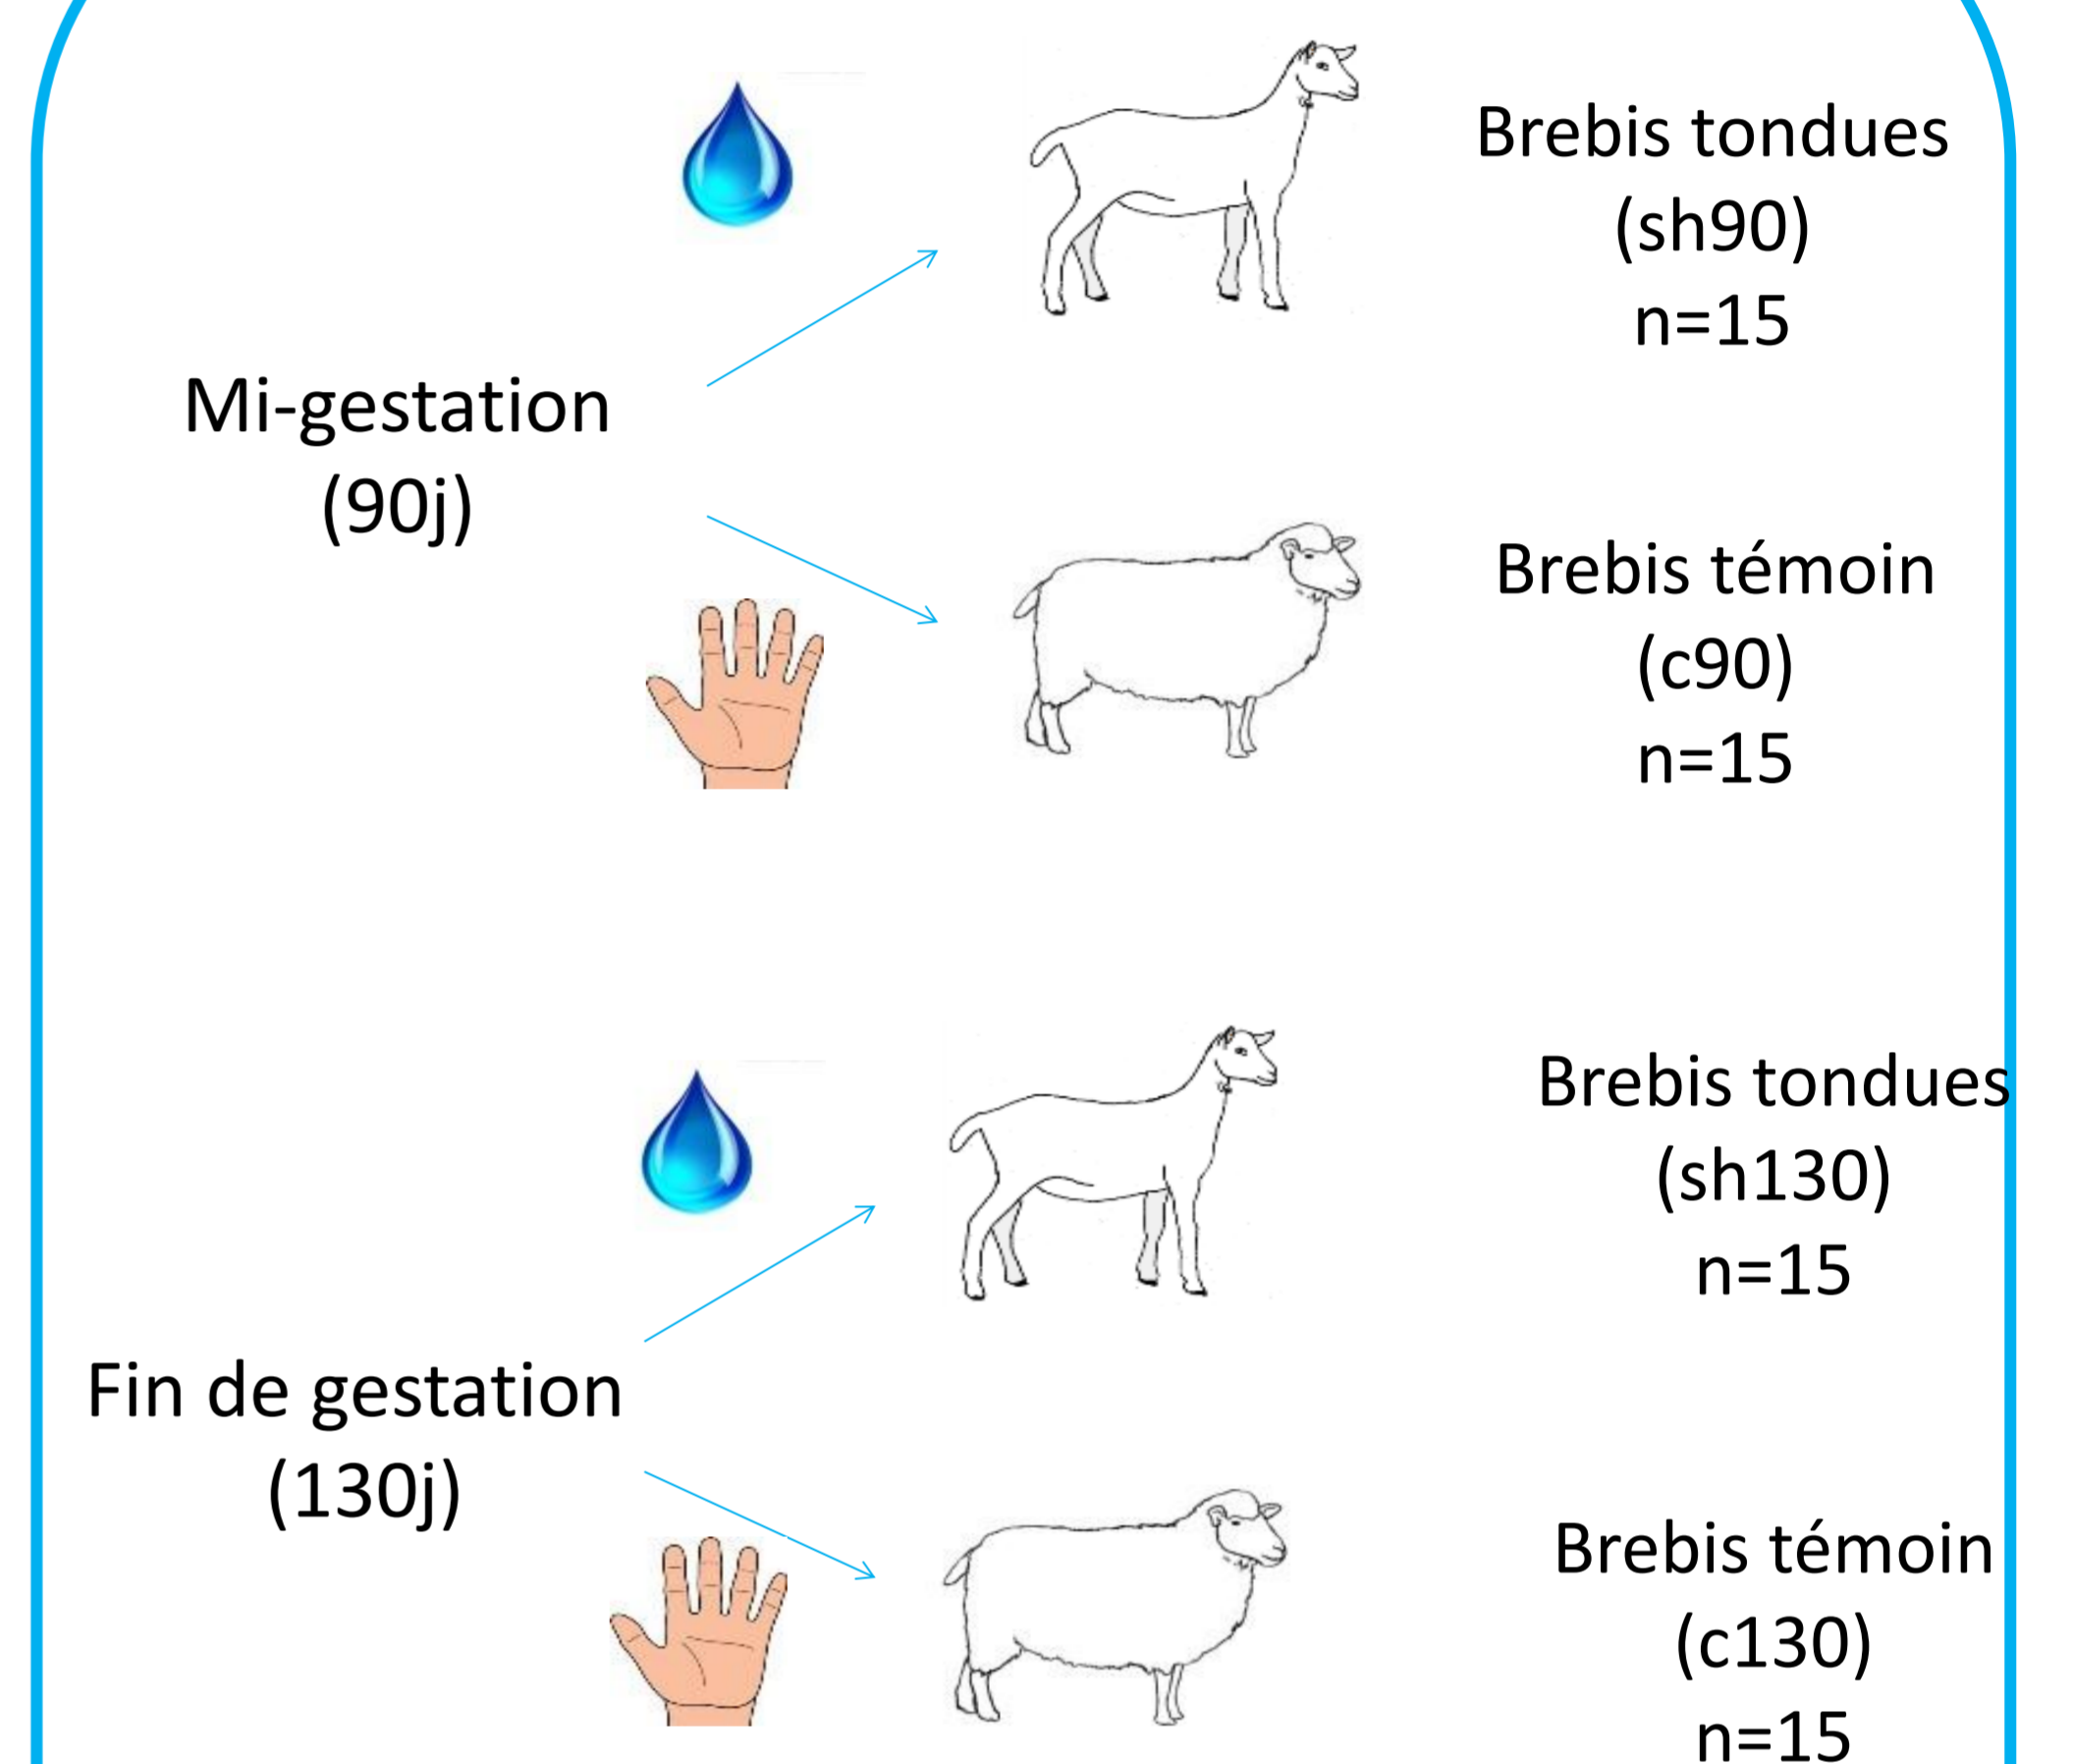 Brebis tondues
(sh90)
n=15
Mi-gestation
(90j)
Brebis témoin
(c90)
n=15
Brebis tondues
(sh130)
n=15
Fin de gestation
(130j)
Brebis témoin
(c130)
n=15